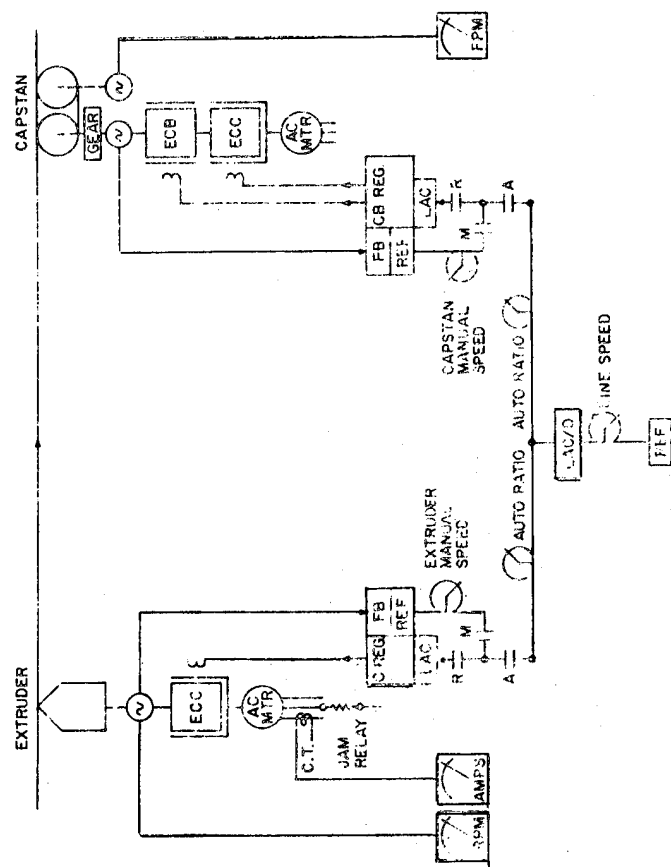 EXTRUDER
CAPSTAN
GEAR
ECB
ECC
AC
MTR
ECC
AC
MTR
C.T.
JAM
RELAY
RPM
AMPS
FPM
C REG
FB
REF
LAC
R
M
A
EXTRUDER
MANUAL
SPEED
FB
CB REG.
REF
LAC
M
R
A
CAPSTAN
MANUAL
SPEED
AUTO RATIO
AUTO RATIO
LINE SPEED
REF